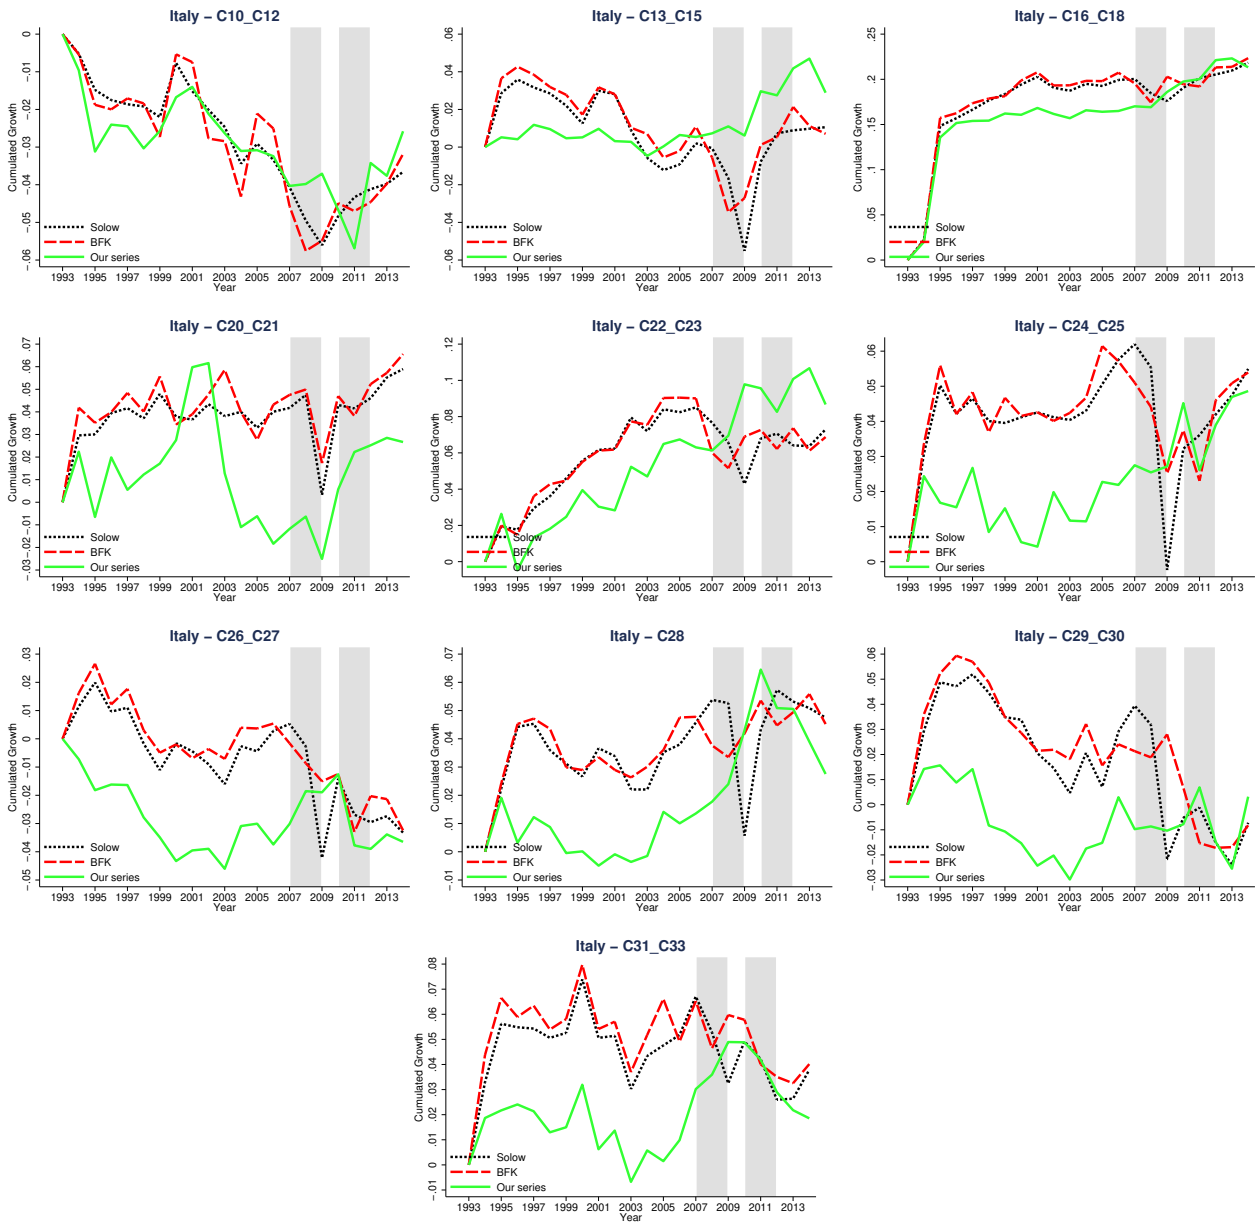 Italy − C10_C12
Cumulated Growth
0
−.01
−.02
−.03
−.04
−.05
−.06
Solow
BFK
Our series
1993 1995 1997 1999 2001 2003 2005 2007 2009 2011 2013
Year
Italy − C13_C15
Cumulated Growth
.06
.04
.02
0
−.02
−.04
−.06
Solow
BFK
Our series
1993 1995 1997 1999 2001 2003 2005 2007 2009 2011 2013
Year
Italy − C16_C18
Cumulated Growth
.25
.2
.15
.1
.05
0
Solow
BFK
Our series
1993 1995 1997 1999 2001 2003 2005 2007 2009 2011 2013
Year
Italy − C20_C21
Cumulated Growth
.07
.06
.05
.04
.03
.02
.01
0
−.01
−.02
−.03
Solow
BFK
Our series
1993 1995 1997 1999 2001 2003 2005 2007 2009 2011 2013
Year
Italy − C22_C23
Cumulated Growth
.12
.1
.08
.06
.04
.02
0
Solow
BFK
Our series
1993 1995 1997 1999 2001 2003 2005 2007 2009 2011 2013
Year
Italy − C24_C25
Cumulated Growth
.06
.05
.04
.03
.02
.01
0
Solow
BFK
Our series
1993 1995 1997 1999 2001 2003 2005 2007 2009 2011 2013
Year
Italy − C26_C27
Cumulated Growth
.03
.02
.01
0
−.01
−.02
−.03
−.04
−.05
Solow
BFK
Our series
1993 1995 1997 1999 2001 2003 2005 2007 2009 2011 2013
Year
Italy − C28
Cumulated Growth
.07
.06
.05
.04
.03
.02
.01
0
−.01
Solow
BFK
Our series
1993 1995 1997 1999 2001 2003 2005 2007 2009 2011 2013
Year
Italy − C29_C30
Cumulated Growth
.06
.05
.04
.03
.02
.01
0
−.01
−.02
−.03
Solow
BFK
Our series
1993 1995 1997 1999 2001 2003 2005 2007 2009 2011 2013
Year
Italy − C31_C33
Cumulated Growth
.08
.07
.06
.05
.04
.03
.02
.01
0
−.01
Solow
BFK
Our series
1993 1995 1997 1999 2001 2003 2005 2007 2009 2011 2013
Year